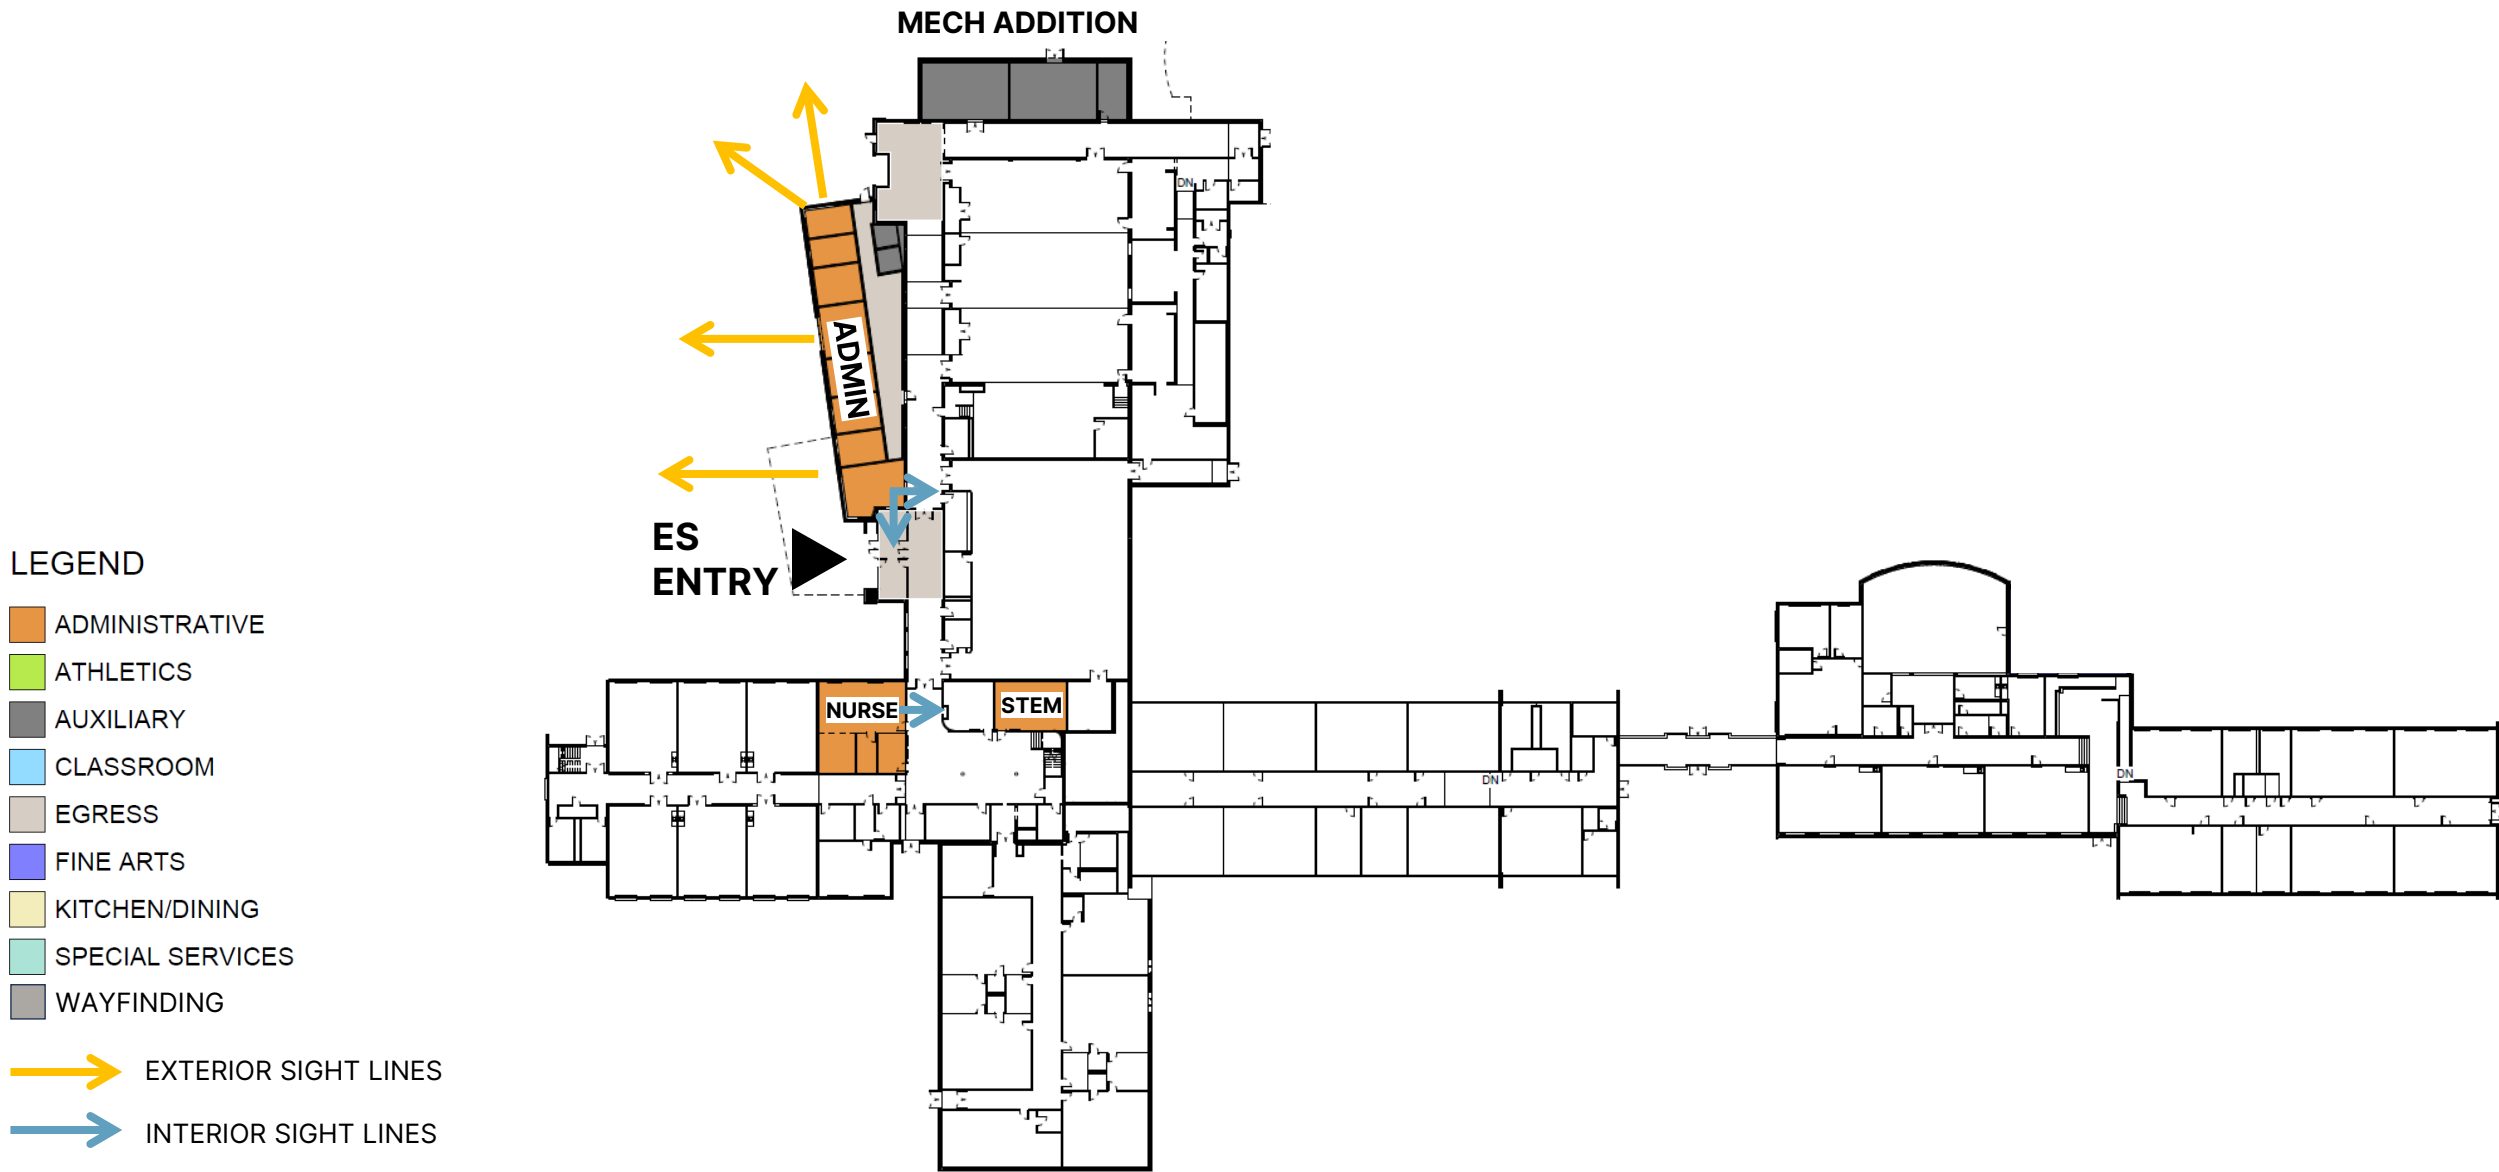 MECH ADDITION
DN
ADMIN
ES
ENTRY
NURSE
STEM
DN
DN
LEGEND
ADMINISTRATIVE
ATHLETICS
AUXILIARY
CLASSROOM
EGRESS
FINE ARTS
KITCHEN/DINING
SPECIAL SERVICES
WAYFINDING
EXTERIOR SIGHT LINES
INTERIOR SIGHT LINES